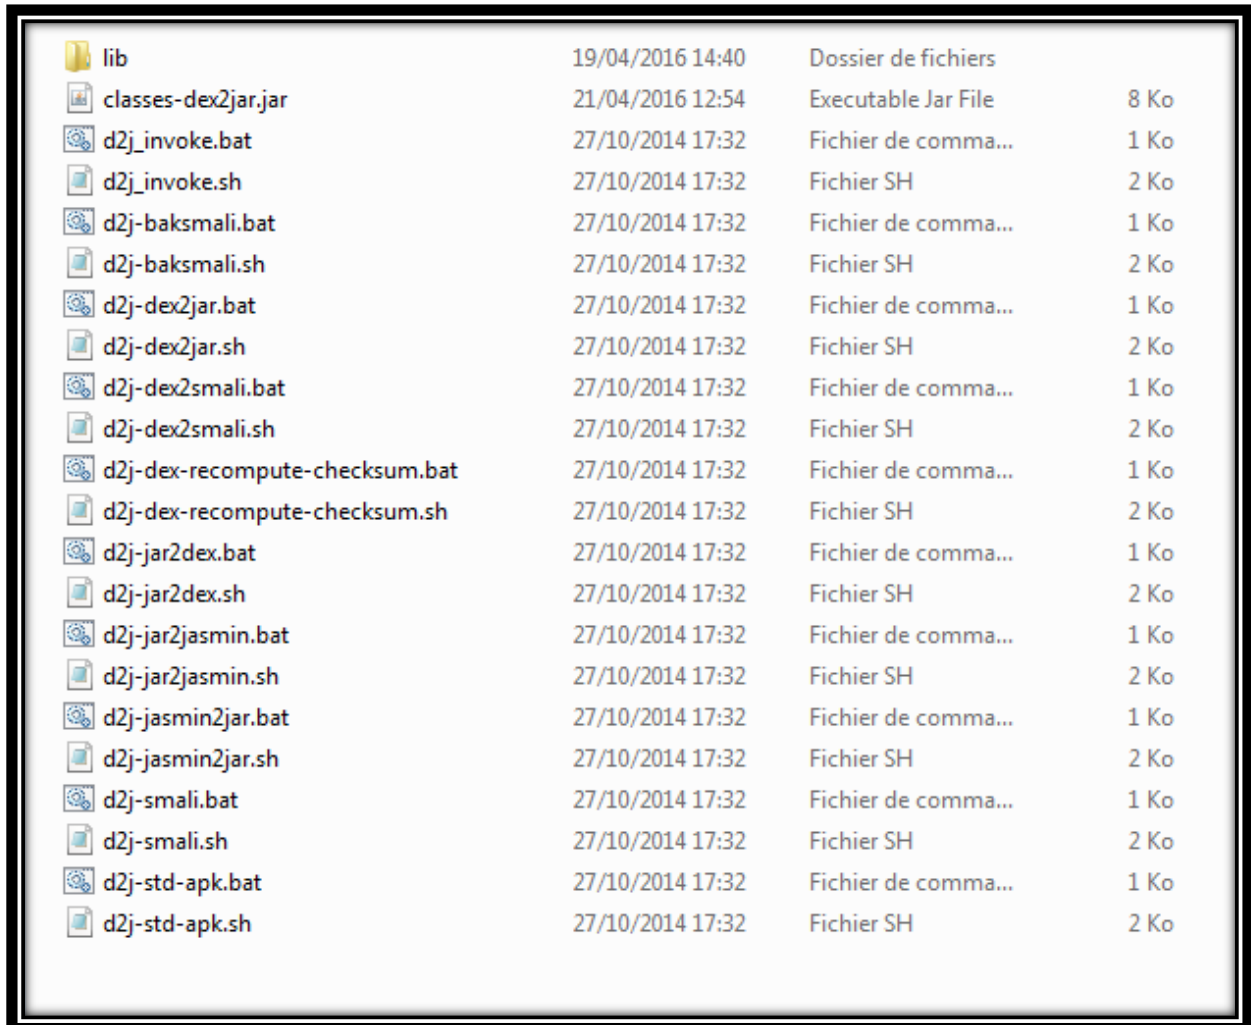 lib 19/04/2016 14:40 Dossier de fichiers
classes-dex2jar.jar 21/04/2016 12:54 Executable Jar File 8 Ko
d2j_invoke.bat 27/10/2014 17:32 Fichier de comma... 1 Ko
d2j_invoke.sh 27/10/2014 17:32 Fichier SH 2 Ko
d2j-baksmali.bat 27/10/2014 17:32 Fichier de comma... 1 Ko
d2j-baksmali.sh 27/10/2014 17:32 Fichier SH 2 Ko
d2j-dex2jar.bat 27/10/2014 17:32 Fichier de comma... 1 Ko
d2j-dex2jar.sh 27/10/2014 17:32 Fichier SH 2 Ko
d2j-dex2smali.bat 27/10/2014 17:32 Fichier de comma... 1 Ko
d2j-dex2smali.sh 27/10/2014 17:32 Fichier SH 2 Ko
d2j-dex-recompute-checksum.bat 27/10/2014 17:32 Fichier de comma... 1 Ko
d2j-dex-recompute-checksum.sh 27/10/2014 17:32 Fichier SH 2 Ko
d2j-jar2dex.bat 27/10/2014 17:32 Fichier de comma... 1 Ko
d2j-jar2dex.sh 27/10/2014 17:32 Fichier SH 2 Ko
d2j-jar2jasmin.bat 27/10/2014 17:32 Fichier de comma... 1 Ko
d2j-jar2jasmin.sh 27/10/2014 17:32 Fichier SH 2 Ko
d2j-jasmin2jar.bat 27/10/2014 17:32 Fichier de comma... 1 Ko
d2j-jasmin2jar.sh 27/10/2014 17:32 Fichier SH 2 Ko
d2j-smali.bat 27/10/2014 17:32 Fichier de comma... 1 Ko
d2j-smali.sh 27/10/2014 17:32 Fichier SH 2 Ko
d2j-std-apk.bat 27/10/2014 17:32 Fichier de comma... 1 Ko
d2j-std-apk.sh 27/10/2014 17:32 Fichier SH 2 Ko